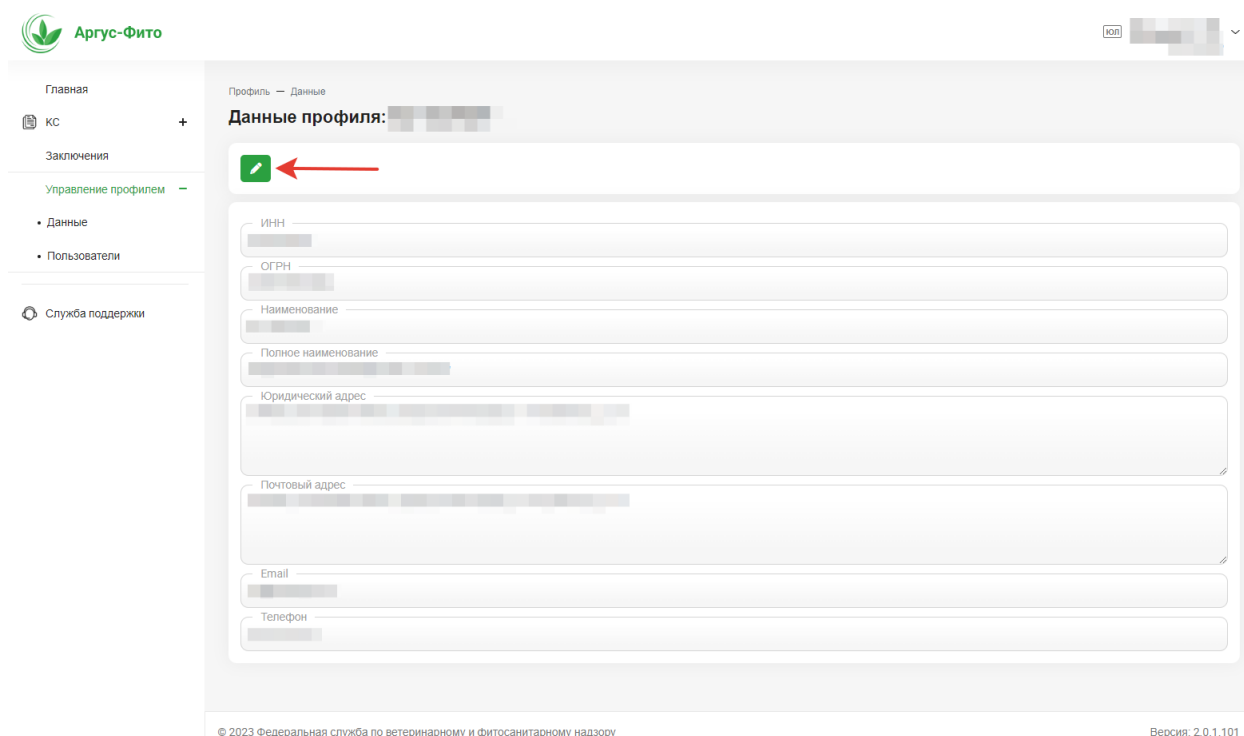 Аргус-Фито
ЮЛ
Главная
КС +
Заключения
Управление профилем −
• Данные
• Пользователи
Служба поддержки
Профиль — Данные
Данные профиля:
ИНН
ОГРН
Наименование
Полное наименование
Юридический адрес
Почтовый адрес
Email
Телефон
© 2023 Федеральная служба по ветеринарному и фитосанитарному надзору
Версия: 2.0.1.101